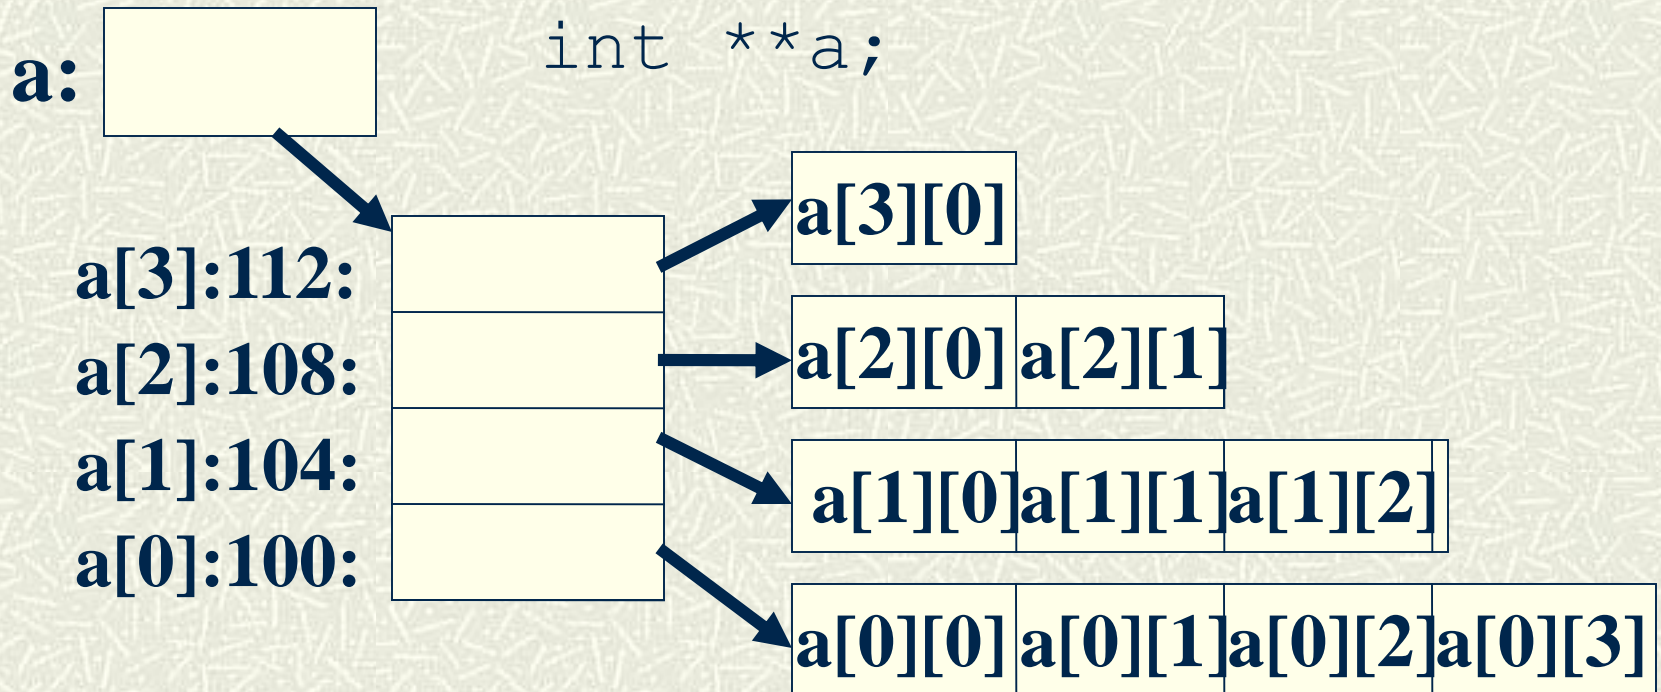 int **a;
a:
a[3]:112:
a[3][0]
a[2]:108:
a[2][0] a[2][1]
a[1]:104:
a[1][0] a[1][1] a[1][2]
a[0]:100:
a[0][0] a[0][1] a[0][2] a[0][3]